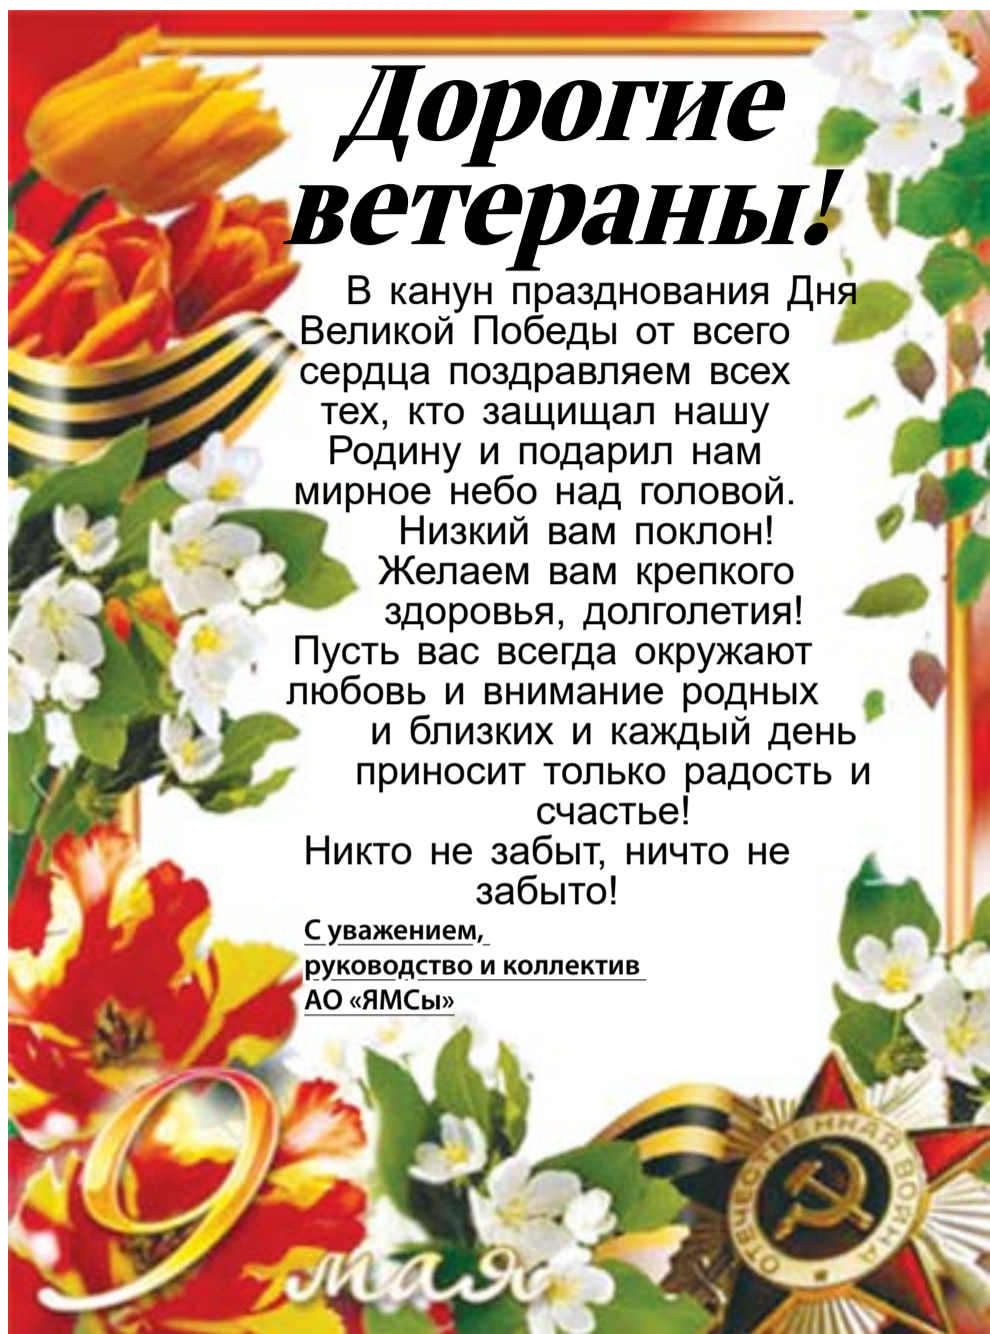 Дорогие
ветераны!
В канун празднования Дня
Великой Победы от всего
сердца поздравляем всех
тех, кто защищал нашу
Родину и подарил нам
мирное небо над головой.
Низкий вам поклон!
Желаем вам крепкого
здоровья, долголетия!
Пусть вас всегда окружают
любовь и внимание родных
и близких и каждый день
приносит только радость и
счастье!
Никто не забыт, ничто не
забыто!
С уважением,
руководство и коллектив
АО «ЯМСы»
9
мая
ОТЕЧЕСТВЕННАЯ ВОЙНА